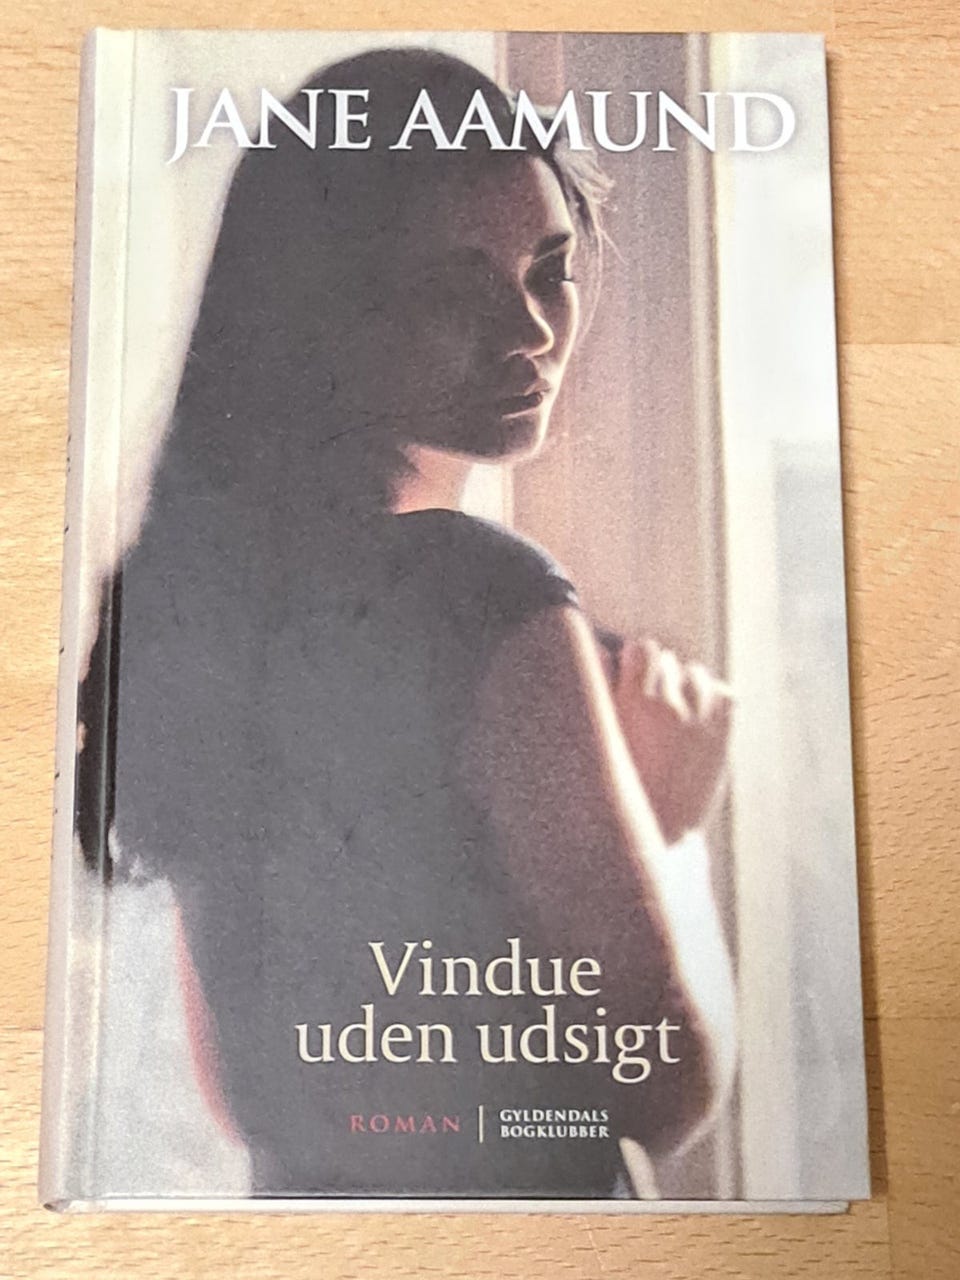 JANE AAMUND
Vindue
uden udsigt
ROMAN | GYLDENDALS
BOGKLUBBER